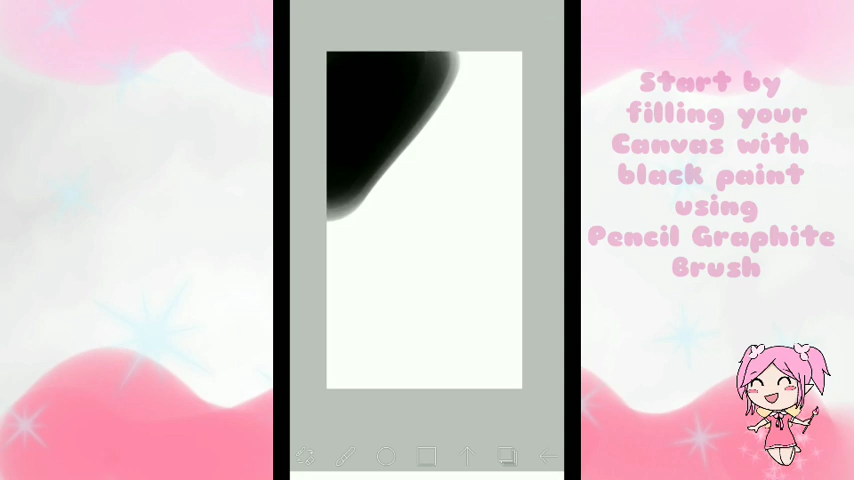 Start by
filling your
Canvas with
black paint
using
Pencil Graphite
Brush